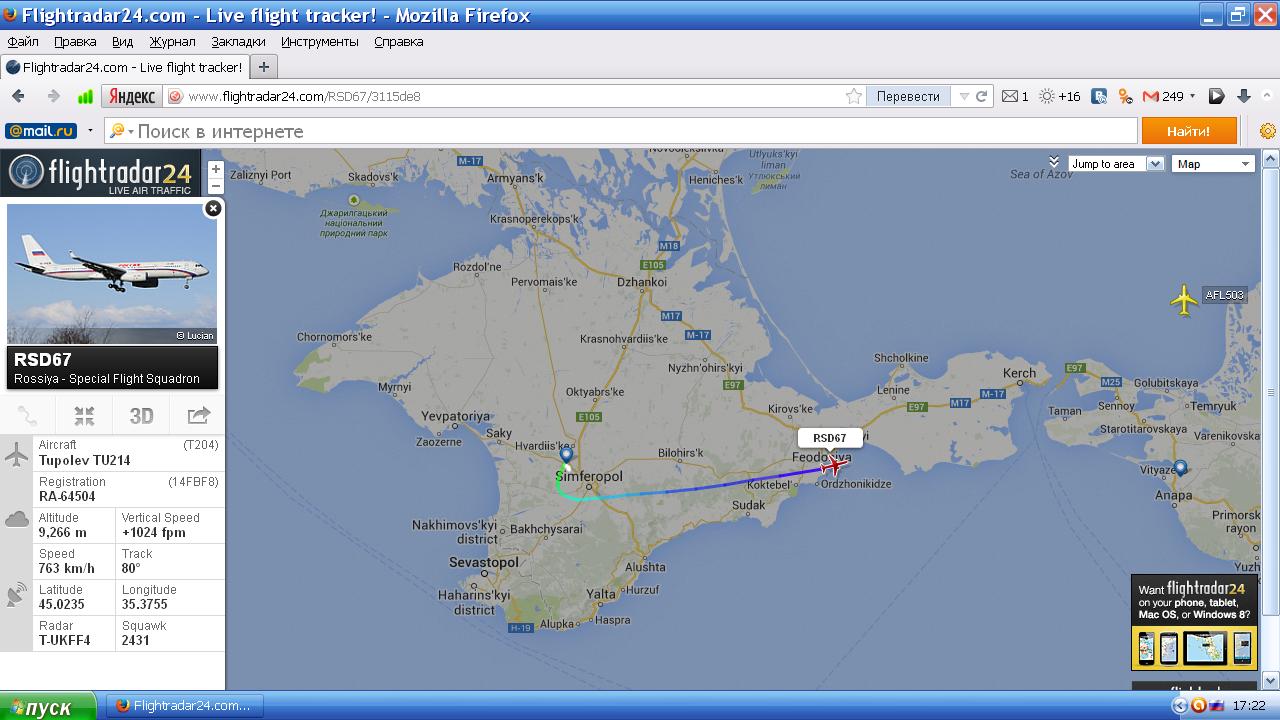 Flightradar24.com - Live flight tracker! - Mozilla Firefox
Файл Правка Вид Журнал Закладки Инструменты Справка
Flightradar24.com - Live flight tracker!
Яндекс www.flightradar24.com/RSD67/3115de8 Перевести 1 +16 249
@mail.ru Поиск в интернете Найти!
flightradar24
LIVE AIR TRAFFIC
Jump to area
Map
© Lucian
RSD67
Rossiya - Special Flight Squadron
3D
Aircraft (T204)
Tupolev TU214
Registration (14FBF8)
RA-64504
Altitude Vertical Speed
9,266 m +1024 fpm
Speed Track
763 km/h 80°
Latitude Longitude
45.0235 35.3755
Radar Squawk
T-UKFF4 2431
Zaliznyi Port
Skadovs'k
M-17
Armyans'k
Novooleksiivka
Heniches'k
Utlyuks'kyi
liman
Утлюкський
лиман
Sea of Azov
Джарилгацький
національний
природний парк
Krasnoperekops'k
M18
E105
Rozdol'ne
Pervomais'ke
Dzhankoi
AFL503
M17
M-17
Chornomors'ke
Krasnohvardiis'ke
Nyzhn'ohirs'kyi
Shcholkine
Kerch
E97
M25
Golubitskaya
Myrnyi
Oktyabrs'ke
E97
Lenine
M-17
M17
E97
Taman
Sennoy
Temryuk
Yevpatoriya
E105
Kirovs'ke
Starotitarovskaya
Saky
Zaozerne
Hvardiis'ke
RSD67
Varenikovska
Bilohirs'k
Feodosiya
Simferopol
Koktebel
Ordzhonikidze
Vityaze
Anapa
Sudak
Nakhimovs'kyi
district
Bakhchysarai
Primorsk
rayon
Sevastopol
Alushta
Yuzh
Haharins'kyi
district
Yalta
Hurzuf
H-19
Alupka
Haspra
Want flightradar24
on your phone, tablet,
Mac OS, or Windows 8?
пуск Flightradar24.com... 17:22